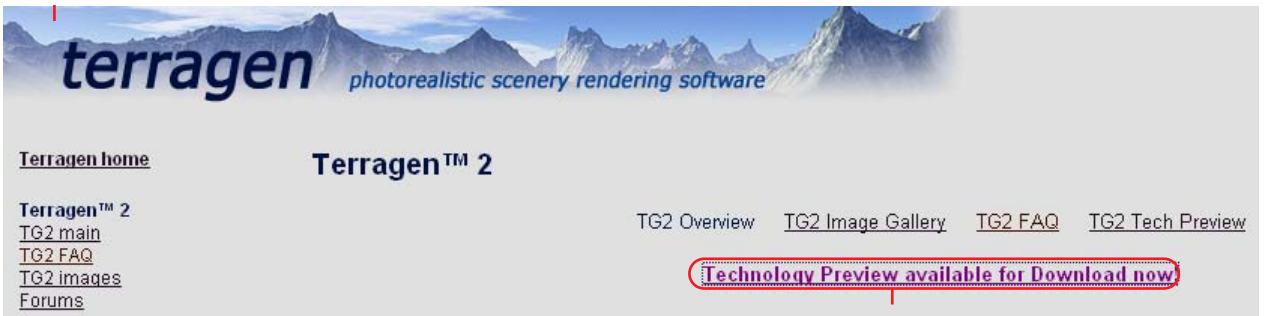 terragen photorealistic scenery rendering software
Terragen home
Terragen™ 2
Terragen™ 2
TG2 main
TG2 FAQ
TG2 images
Forums
TG2 Overview TG2 Image Gallery TG2 FAQ TG2 Tech Preview
Technology Preview available for Download now!